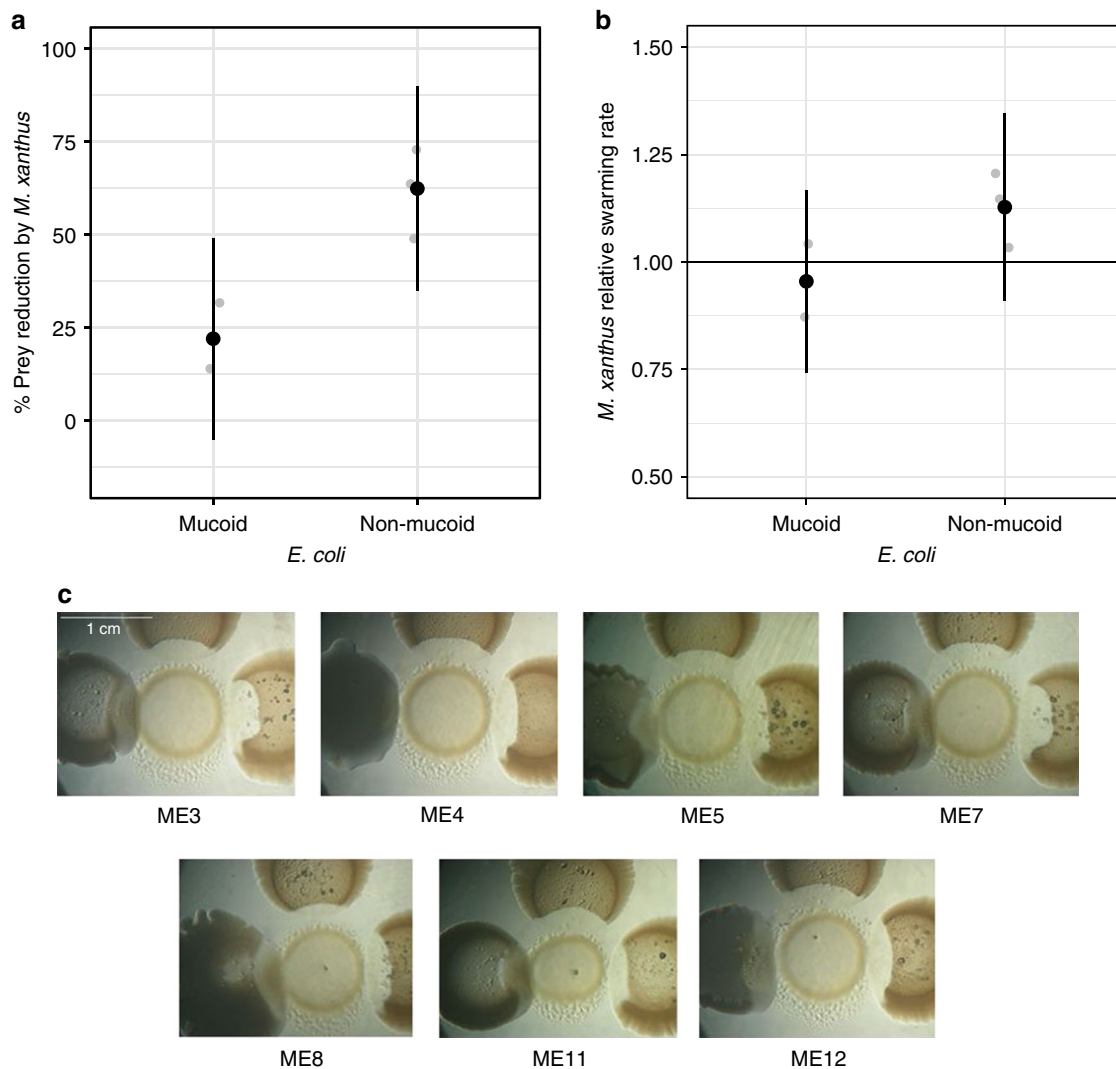 a
% Prey reduction by M. xanthus
100
75
50
25
0
Mucoid
Non-mucoid
E. coli
b
M. xanthus relative swarming rate
1.50
1.25
1.00
0.75
0.50
Mucoid
Non-mucoid
E. coli
c
1 cm
ME3
ME4
ME5
ME7
ME8
ME11
ME12